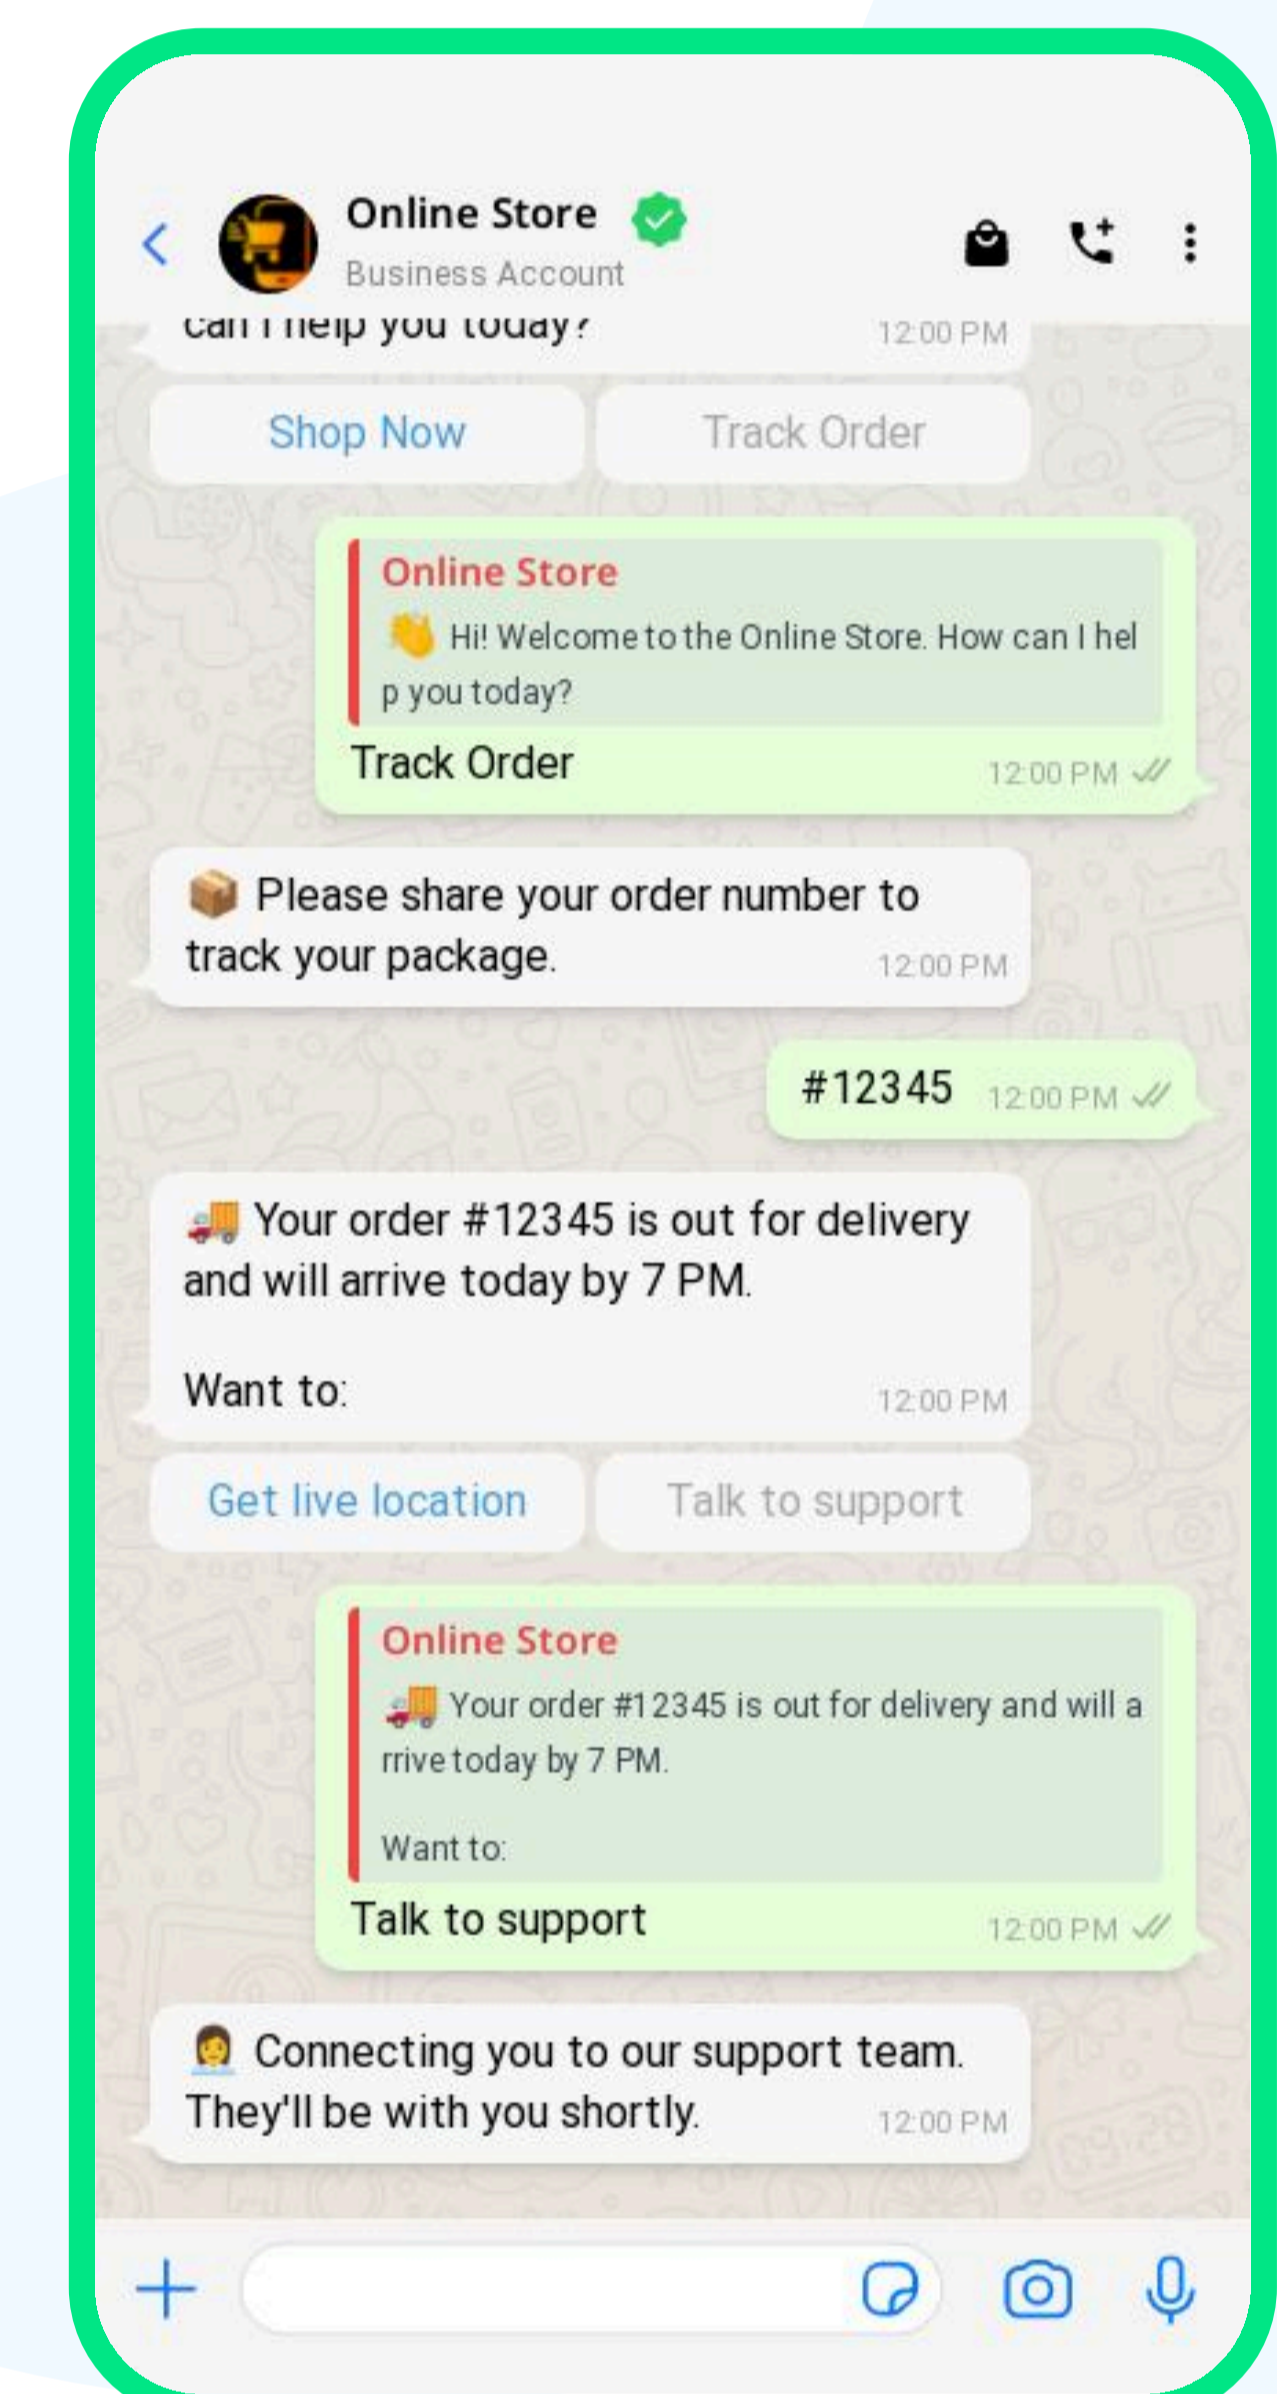 Online Store
Business Account
can I help you today?
12:00 PM
Shop Now
Track Order
Online Store
👋 Hi! Welcome to the Online Store. How can I hel
p you today?
Track Order
12:00 PM
📦 Please share your order number to
track your package.
12:00 PM
#12345
12:00 PM
🚚 Your order #12345 is out for delivery
and will arrive today by 7 PM.
Want to:
12:00 PM
Get live location
Talk to support
Online Store
🚚 Your order #12345 is out for delivery and will a
rrive today by 7 PM.
Want to:
Talk to support
12:00 PM
👩‍💼 Connecting you to our support team.
They'll be with you shortly.
12:00 PM